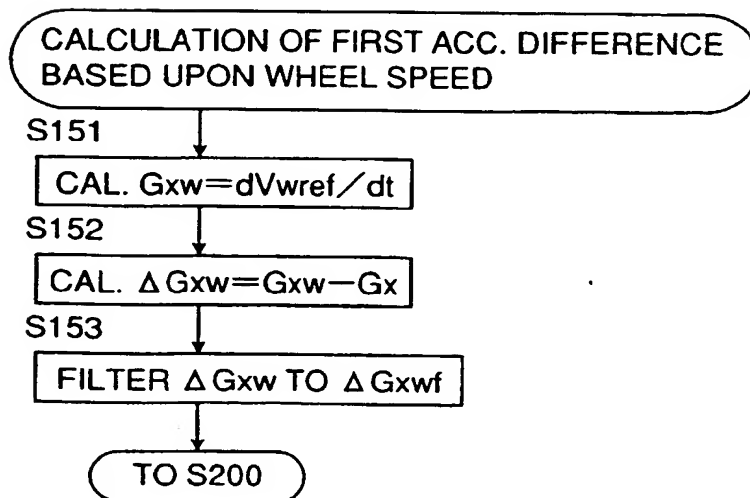 CALCULATION OF FIRST ACC. DIFFERENCE
BASED UPON WHEEL SPEED
S151
CAL. Gxw=dVwref/dt
S152
CAL. ΔGxw=Gxw-Gx
S153
FILTER ΔGxw TO ΔGxwf
TO S200